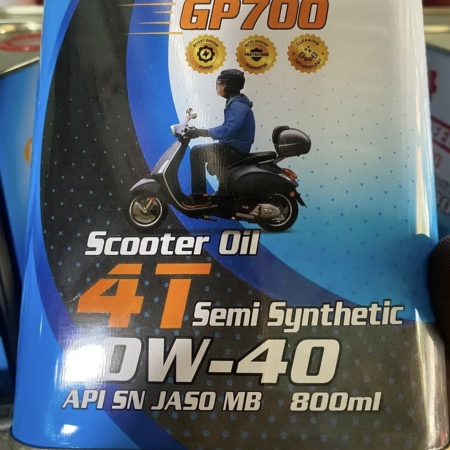 GP700
Scooter Oil
4T Semi Synthetic
0W-40
API SN JASO MB 800ml